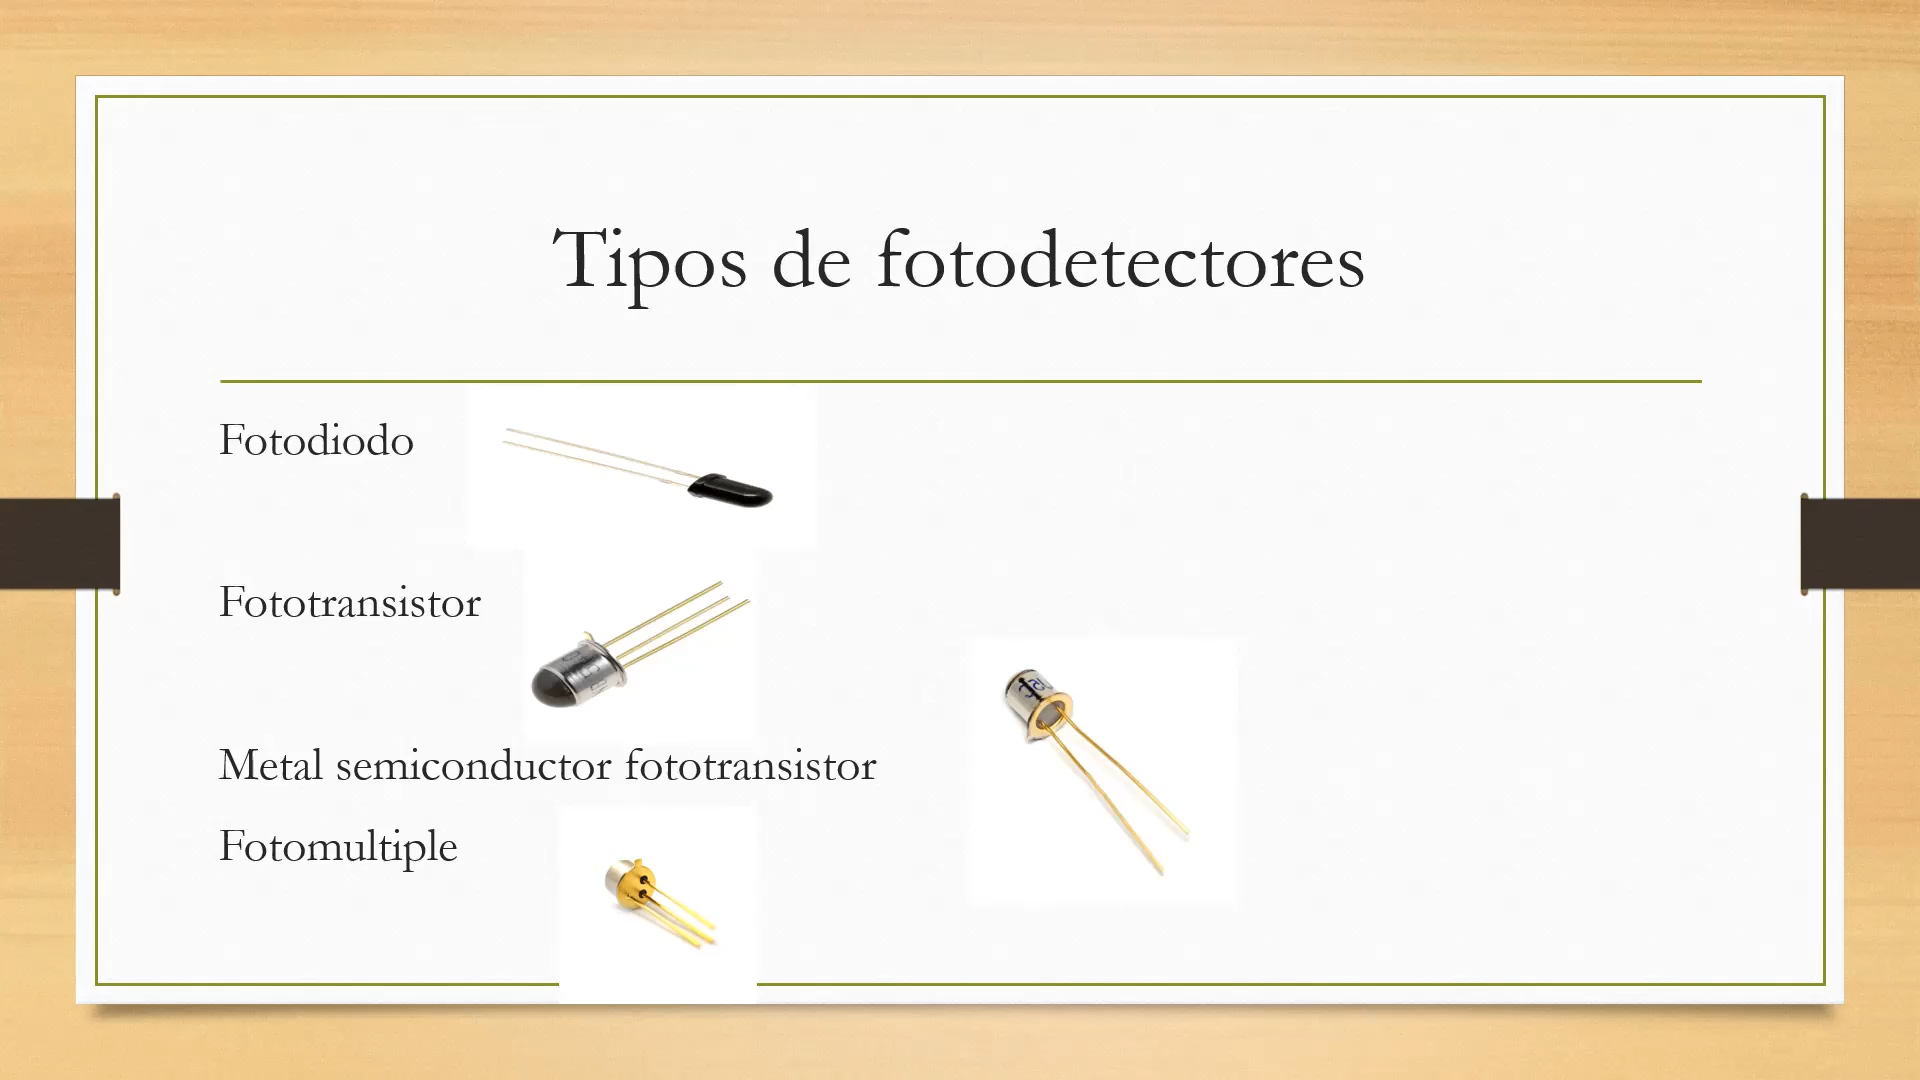 Tipos de fotodetectores
Fotodiodo
Fototransistor
Metal semiconductor fototransistor
Fotomultiple